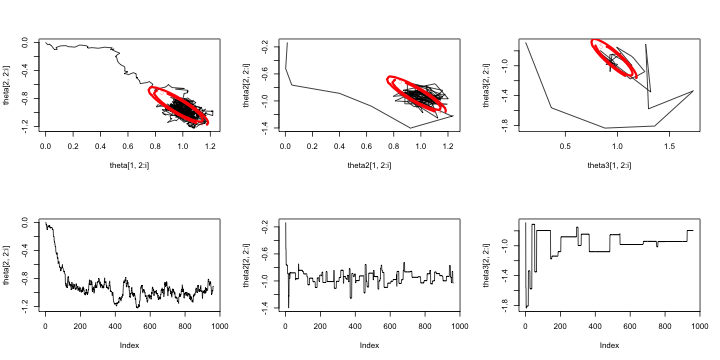 theta[2, 2:i]
0.0
-0.4
-0.8
-1.2
0.0 0.2 0.4 0.6 0.8 1.0 1.2
theta[1, 2:i]
theta2[2, 2:i]
-0.2
-0.6
-1.0
-1.4
0.0 0.2 0.4 0.6 0.8 1.0 1.2
theta2[1, 2:i]
theta3[2, 2:i]
-1.0
-1.4
-1.8
0.5 1.0 1.5
theta3[1, 2:i]
theta[2, 2:i]
0.0
-0.4
-0.8
-1.2
0 200 400 600 800 1000
Index
theta2[2, 2:i]
-0.2
-0.6
-1.0
-1.4
0 200 400 600 800 1000
Index
theta3[2, 2:i]
-1.0
-1.4
-1.8
0 200 400 600 800 1000
Index